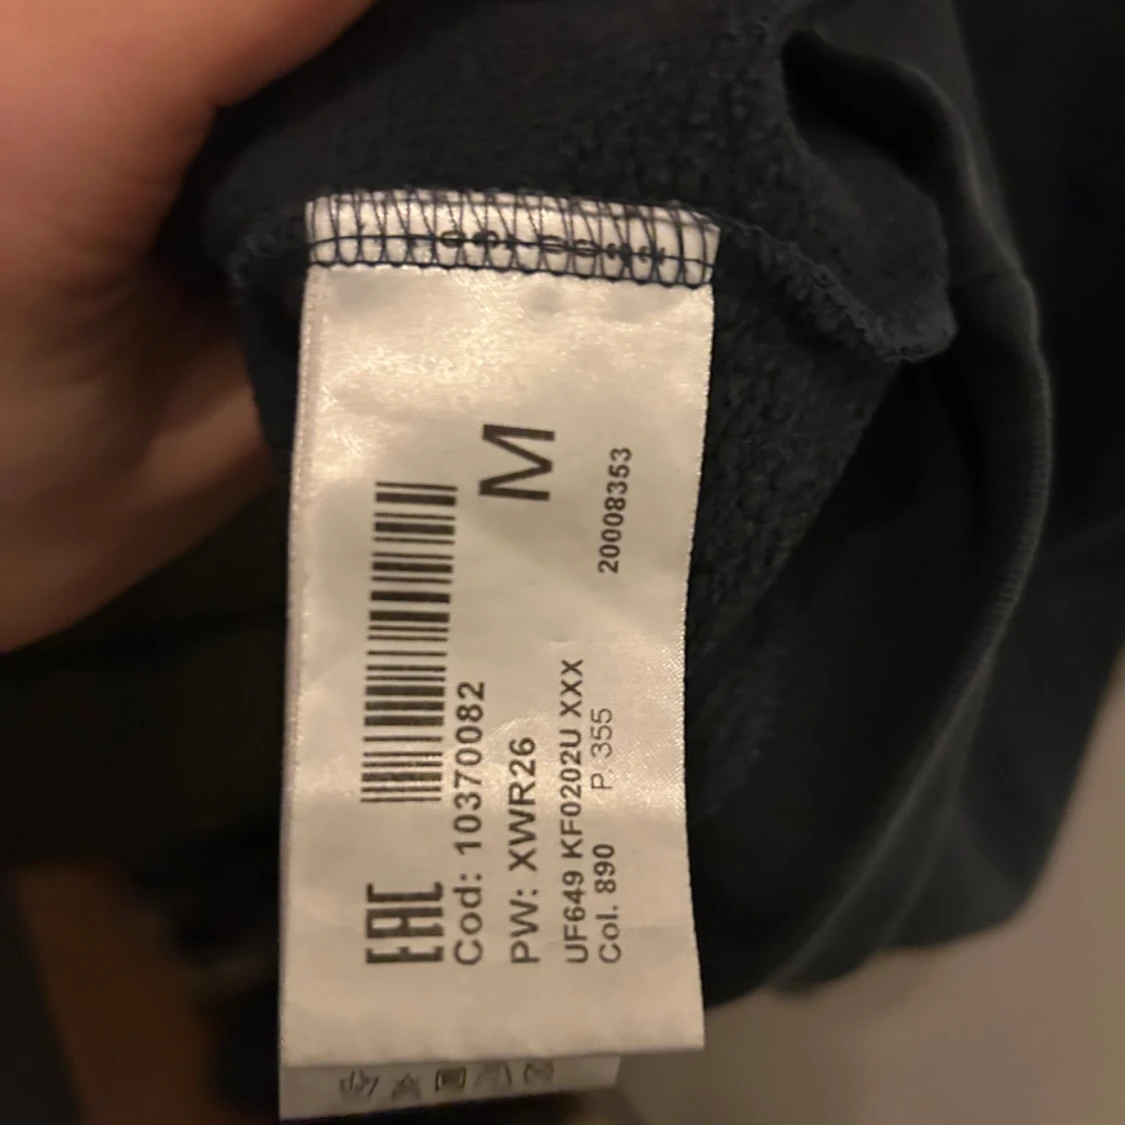 M
20008353
EAC
Cod: 10370082
PW: XWR26
UF649 KF0202U XXX
Col. 890 P. 355